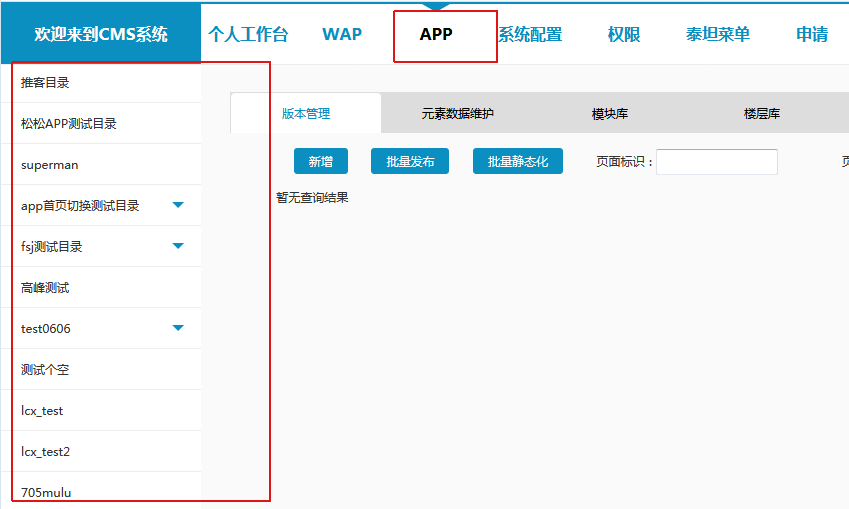 欢迎来到CMS系统 个人工作台 WAP APP 系统配置 权限 泰坦菜单 申请
推客目录
版本管理 元素数据维护 模块库 楼层库
松松APP测试目录
新增 批量发布 批量静态化 页面标识：
superman
暂无查询结果
app首页切换测试目录
fsj测试目录
高峰测试
test0606
测试个空
lcx_test
lcx_test2
705mulu